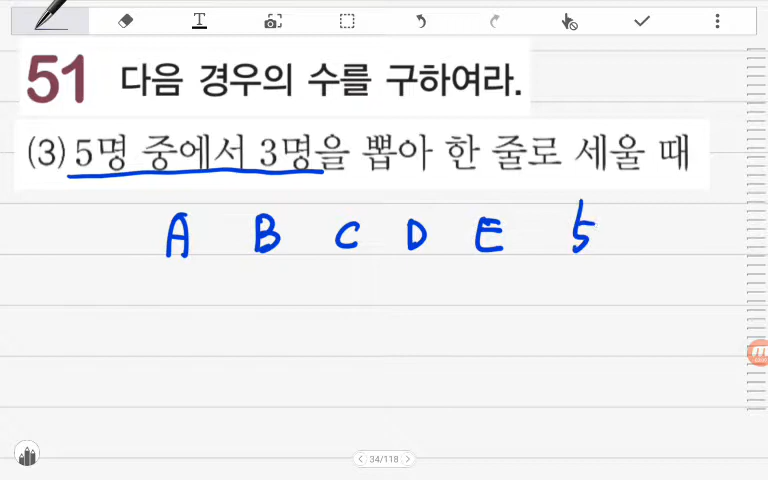 T
51 다음 경우의 수를 구하여라.
(3) 5명 중에서 3명을 뽑아 한 줄로 세울 때
A B C D E 5
34/118